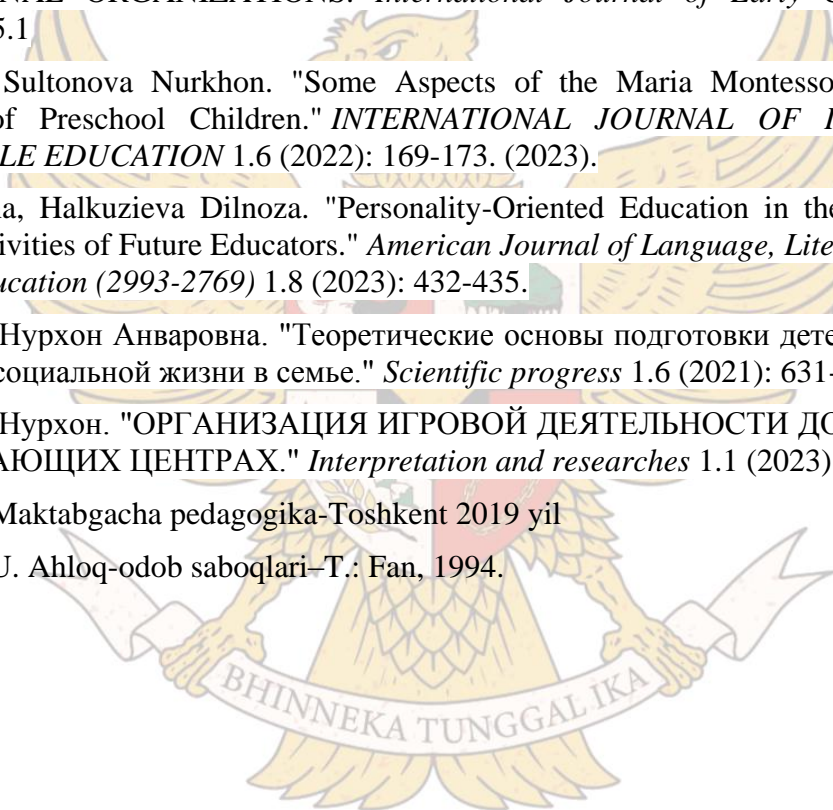 NAL ORGANIZATIONS. International Journal of Early
5.1
Sultonova Nurkhon. "Some Aspects of the Maria Montesso
of Preschool Children." INTERNATIONAL JOURNAL OF
LE EDUCATION 1.6 (2022): 169-173. (2023).
a, Halkuzieva Dilnoza. "Personality-Oriented Education in the
ivities of Future Educators." American Journal of Language, Lite
ucation (2993-2769) 1.8 (2023): 432-435.
Нурхон Анваровна. "Теоретические основы подготовки дете
социальной жизни в семье." Scientific progress 1.6 (2021): 631-
Нурхон. "ОРГАНИЗАЦИЯ ИГРОВОЙ ДЕЯТЕЛЬНОСТИ ДО
АЮЩИХ ЦЕНТРАХ." Interpretation and researches 1.1 (2023)
Maktabgacha pedagogika-Toshkent 2019 yil
U. Ahloq-odob saboqlari–T.: Fan, 1994.
BHINNEKA TUNGGAL IKA